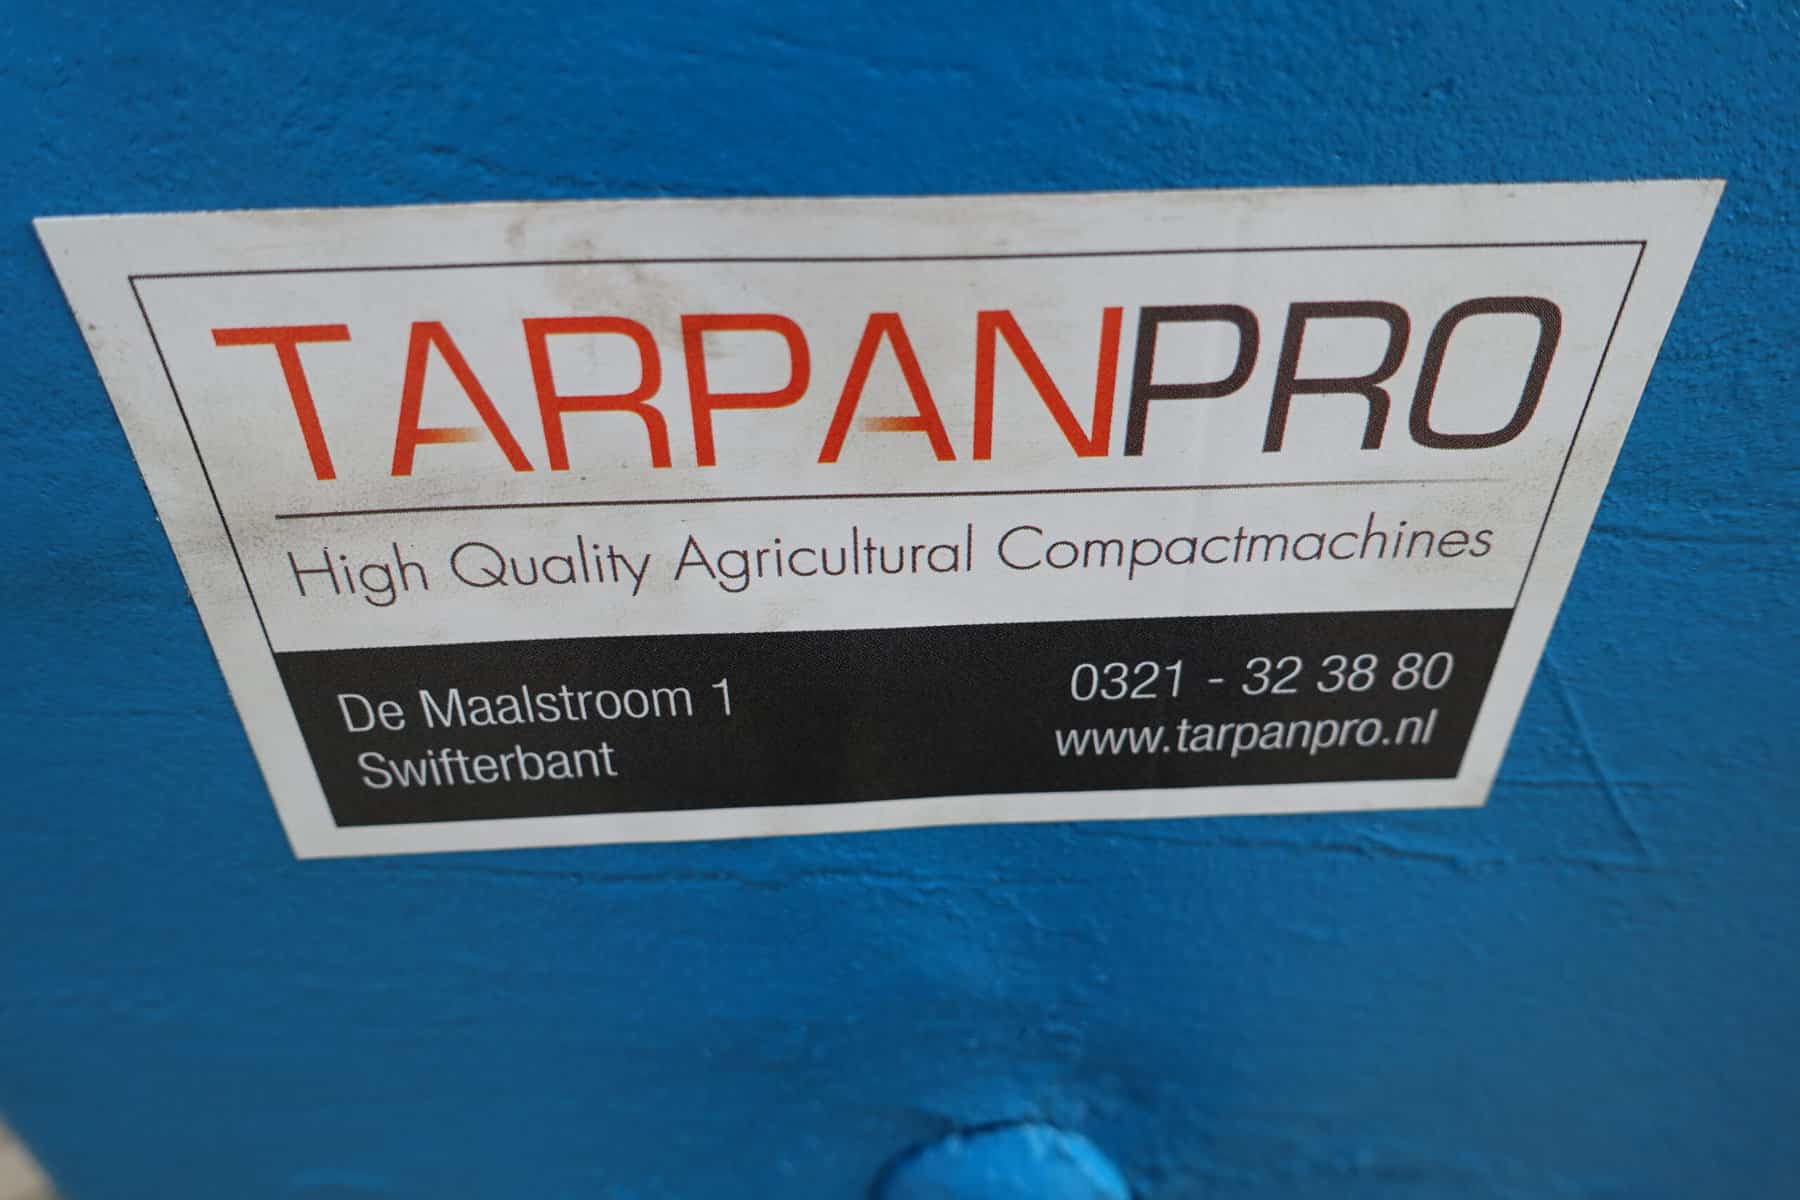 TARPANPRO
High Quality Agricultural Compactmachines
De Maalstroom 1
Swifterbant
0321 - 32 38 80
www.tarpanpro.nl